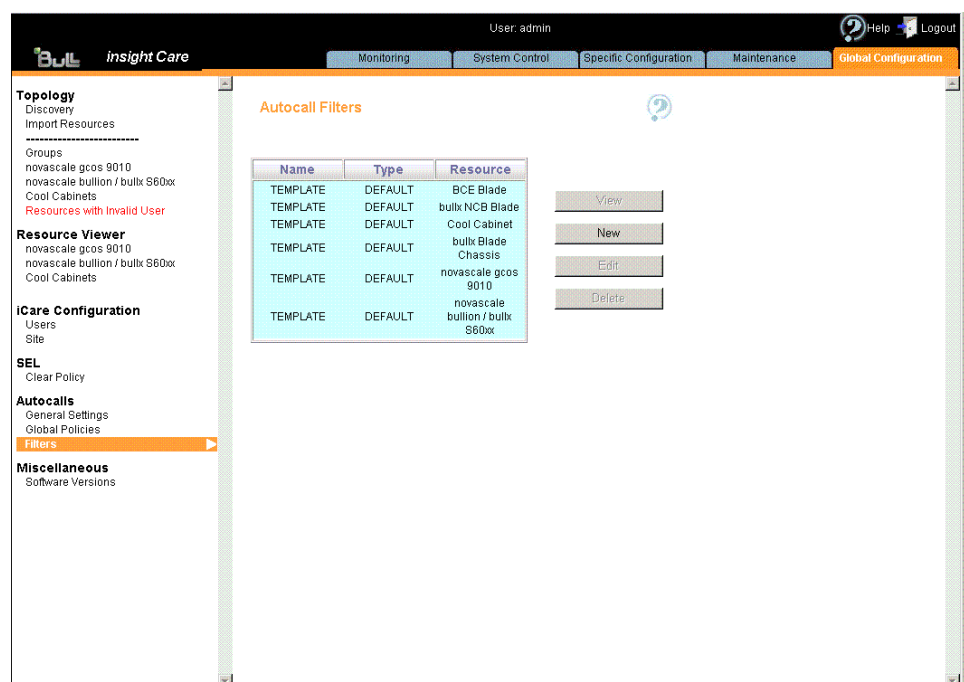 User: admin
Help
Logout
Bull
insight Care
Monitoring
System Control
Specific Configuration
Maintenance
Global Configuration
Topology
Discovery
Import Resources
-------------------------
Groups
novascale gcos 9010
novascale bullion / bullx S60xx
Cool Cabinets
Resources with Invalid User
Resource Viewer
novascale gcos 9010
novascale bullion / bullx S60xx
Cool Cabinets
iCare Configuration
Users
Site
SEL
Clear Policy
Autocalls
General Settings
Global Policies
Filters
Miscellaneous
Software Versions
Autocall Filters
Name Type Resource
TEMPLATE DEFAULT BCE Blade
TEMPLATE DEFAULT bullx NCB Blade
TEMPLATE DEFAULT Cool Cabinet
TEMPLATE DEFAULT bullx Blade
Chassis
TEMPLATE DEFAULT novascale gcos
9010
TEMPLATE DEFAULT novascale
bullion / bullx
S60xx
View
New
Edit
Delete